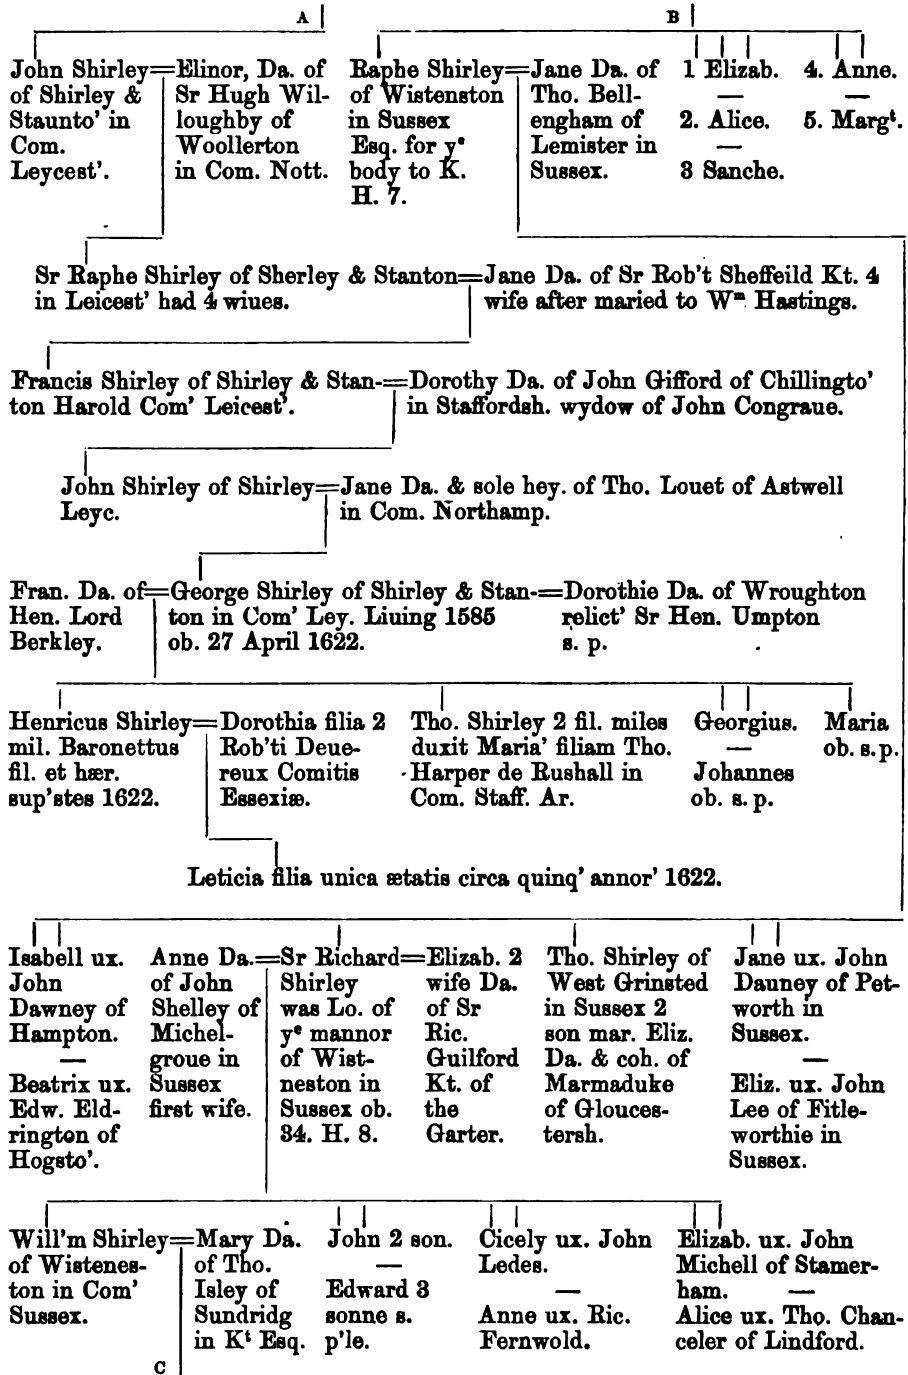 A
B
John Shirley=Elinor, Da. of
of Shirley & Sr Hugh Wil-
Staunto' in loughby of
Com. Woollerton
Leycest'. in Com. Nott.
Raphe Shirley=Jane Da. of
of Wistenston Tho. Bell-
in Sussex engham of
Esq. for yᵉ Lemister in
body to K. Sussex.
H. 7.
1 Elizab. 4. Anne.
— —
2. Alice. 5. Margᵗ.
—
3 Sanche.
Sr Raphe Shirley of Sherley & Stanton=Jane Da. of Sr Rob't Sheffeild Kt. 4
in Leicest' had 4 wiues. wife after maried to Wᵐ Hastings.
Francis Shirley of Shirley & Stan-=Dorothy Da. of John Gifford of Chillingto'
ton Harold Com' Leicest'. in Staffordsh. wydow of John Congraue.
John Shirley of Shirley=Jane Da. & sole hey. of Tho. Louet of Astwell
Leyc. in Com. Northamp.
Fran. Da. of=George Shirley of Shirley & Stan-=Dorothie Da. of Wroughton
Hen. Lord ton in Com' Ley. Liuing 1585 relict' Sr Hen. Umpton
Berkley. ob. 27 April 1622. s. p.
Henricus Shirley=Dorothia filia 2
mil. Baronettus Rob'ti Deue-
fil. et hær. reux Comitis
sup'stes 1622. Essexiæ.
Tho. Shirley 2 fil. miles
duxit Maria' filiam Tho.
Harper de Rushall in
Com. Staff. Ar.
Georgius.
—
Johannes
ob. s. p.
Maria
ob. s. p.
Leticia filia unica ætatis circa quinq' annor' 1622.
Isabell ux.
John
Dawney of
Hampton.
—
Beatrix ux.
Edw. Eld-
rington of
Hogsto'.
Anne Da.=Sr Richard=Elizab. 2
of John Shirley wife Da.
Shelley of was Lo. of of Sr
Michel- yᵉ mannor Ric.
groue in of Wist- Guilford
Sussex neston in Kt. of
first wife. Sussex ob. the
34. H. 8. Garter.
Tho. Shirley of
West Grinsted
in Sussex 2
son mar. Eliz.
Da. & coh. of
Marmaduke
of Glouces-
tersh.
Jane ux. John
Dauney of Pet-
worth in
Sussex.
—
Eliz. ux. John
Lee of Fitle-
worthie in
Sussex.
Will'm Shirley=Mary Da.
of Wistenes- of Tho.
ton in Com' Isley of
Sussex. Sundridg
in Kᵗ Esq.
John 2 son.
—
Edward 3
sonne s.
p'le.
Cicely ux. John
Ledes.
—
Anne ux. Ric.
Fernwold.
Elizab. ux. John
Michell of Stamer-
ham. —
Alice ux. Tho. Chan-
celer of Lindford.
C